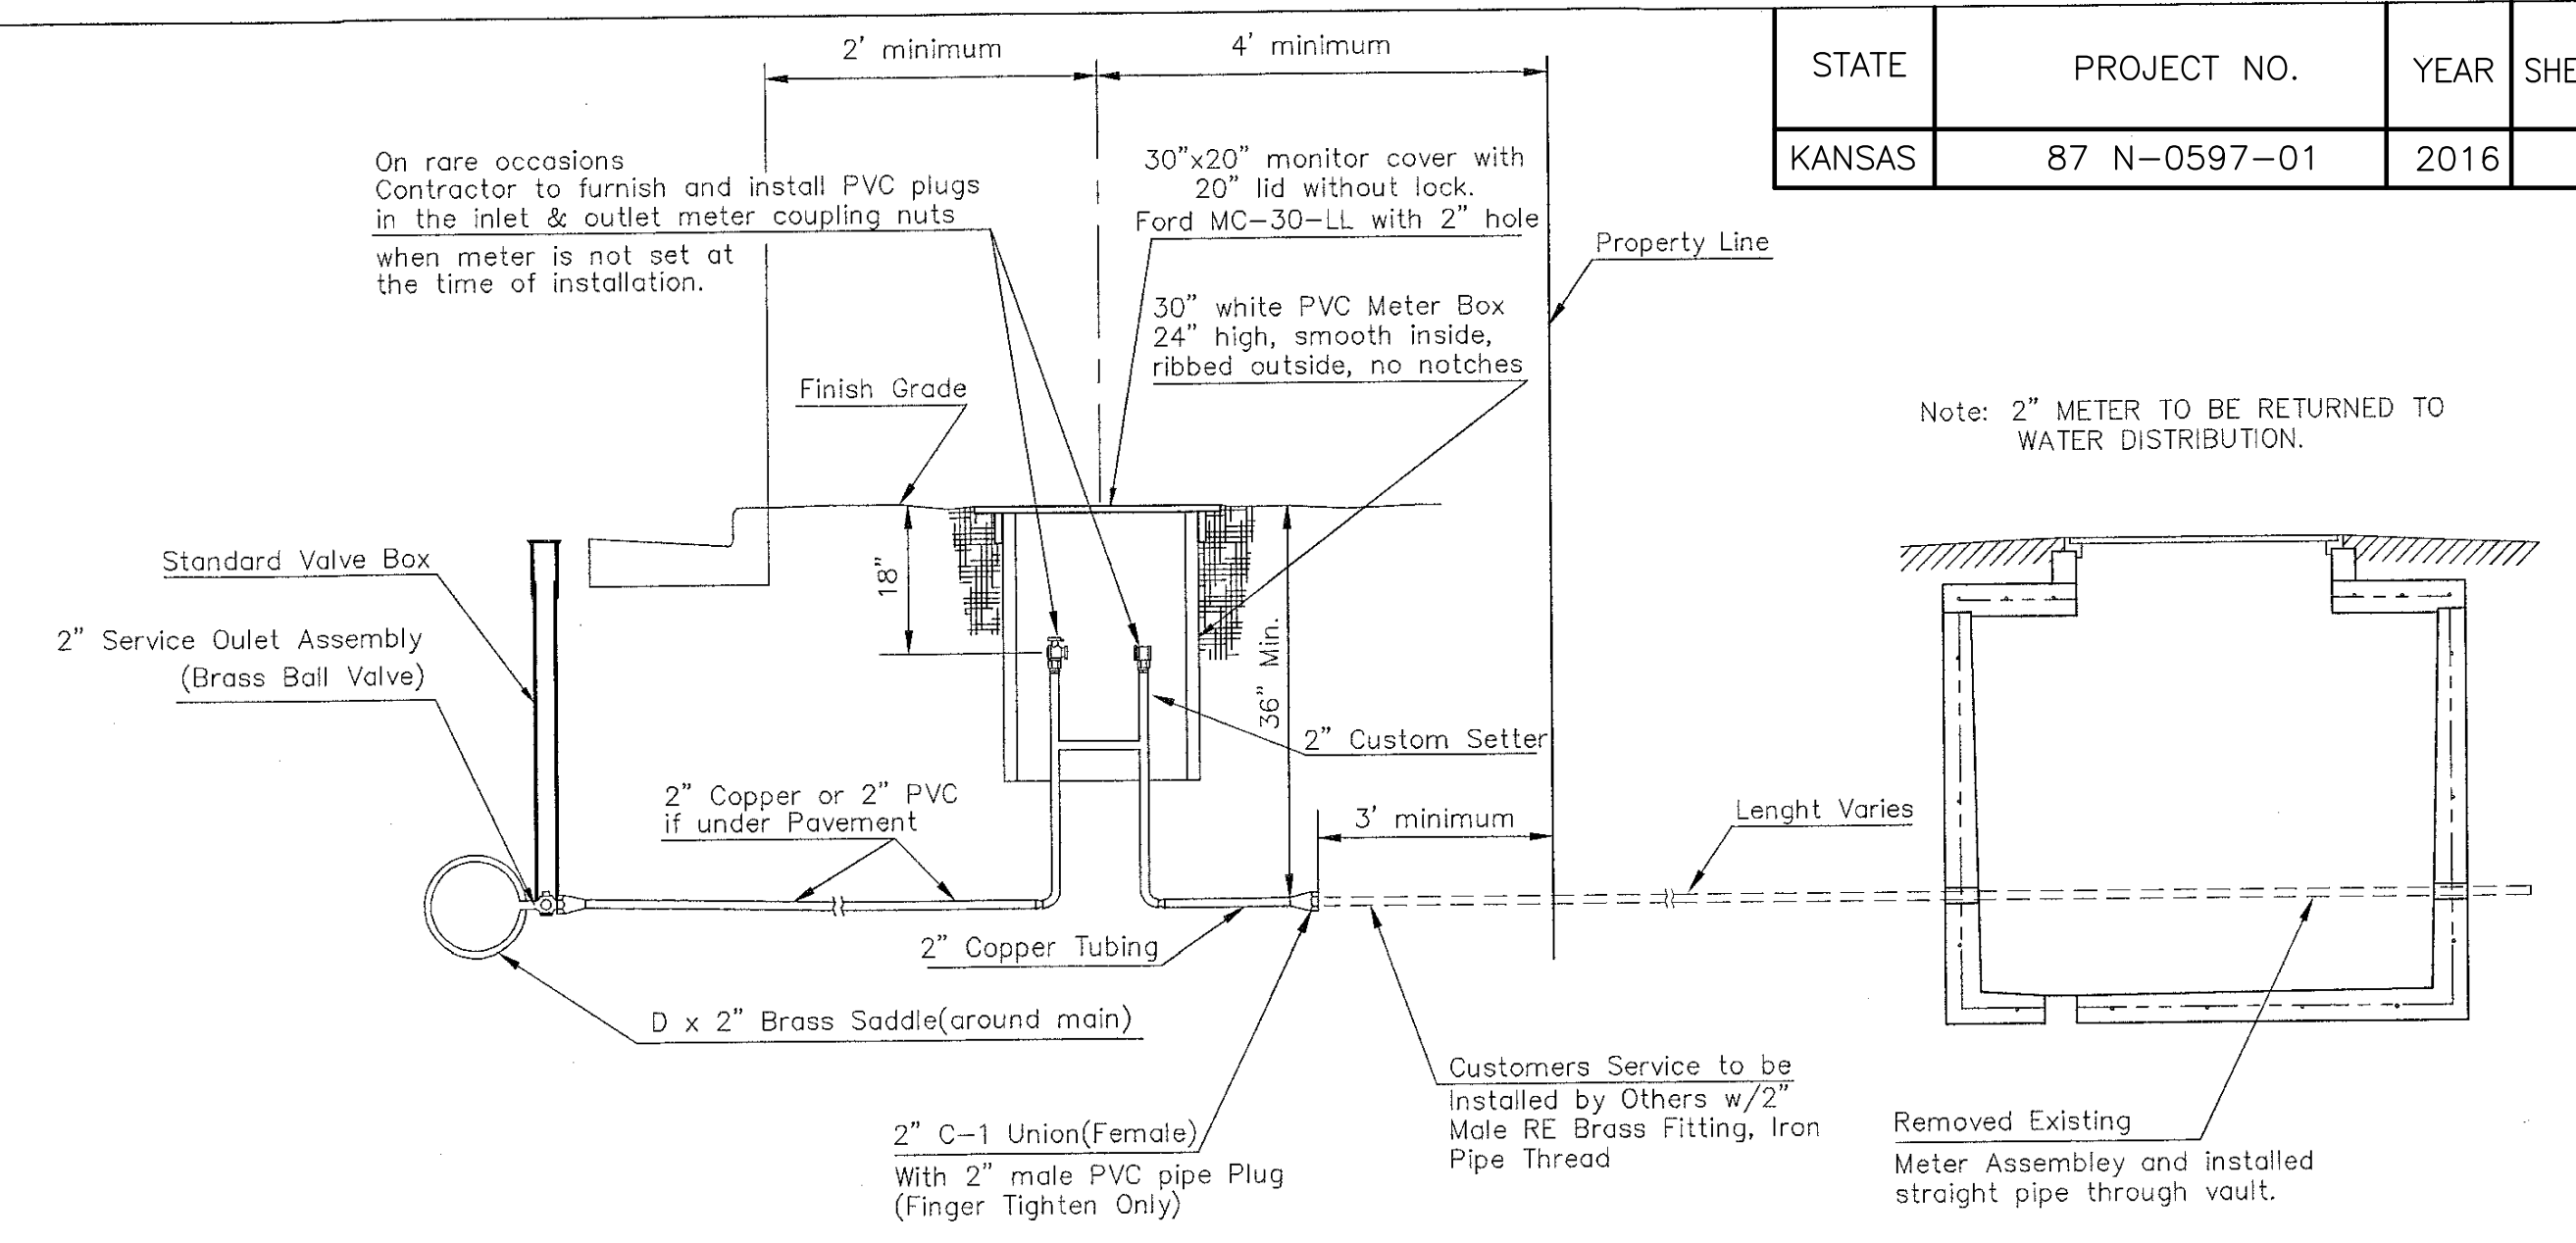 2' minimum
4' minimum
STATE
PROJECT NO.
YEAR
SHE
KANSAS
87 N-0597-01
2016
On rare occasions
Contractor to furnish and install PVC plugs
in the inlet & outlet meter coupling nuts
when meter is not set at
the time of installation.
30"x20" monitor cover with
20" lid without lock.
Ford MC-30-LL with 2" hole
Property Line
30" white PVC Meter Box
24" high, smooth inside,
ribbed outside, no notches
Finish Grade
Note: 2" METER TO BE RETURNED TO
WATER DISTRIBUTION.
Standard Valve Box
18"
36" Min.
2" Service Oulet Assembly
(Brass Ball Valve)
2" Custom Setter
2" Copper or 2" PVC
if under Pavement
3' minimum
Lenght Varies
2" Copper Tubing
D x 2" Brass Saddle(around main)
Customers Service to be
Installed by Others w/2"
Male RE Brass Fitting, Iron
Pipe Thread
2" C-1 Union(Female)
With 2" male PVC pipe Plug
(Finger Tighten Only)
Removed Existing
Meter Assembley and installed
straight pipe through vault.